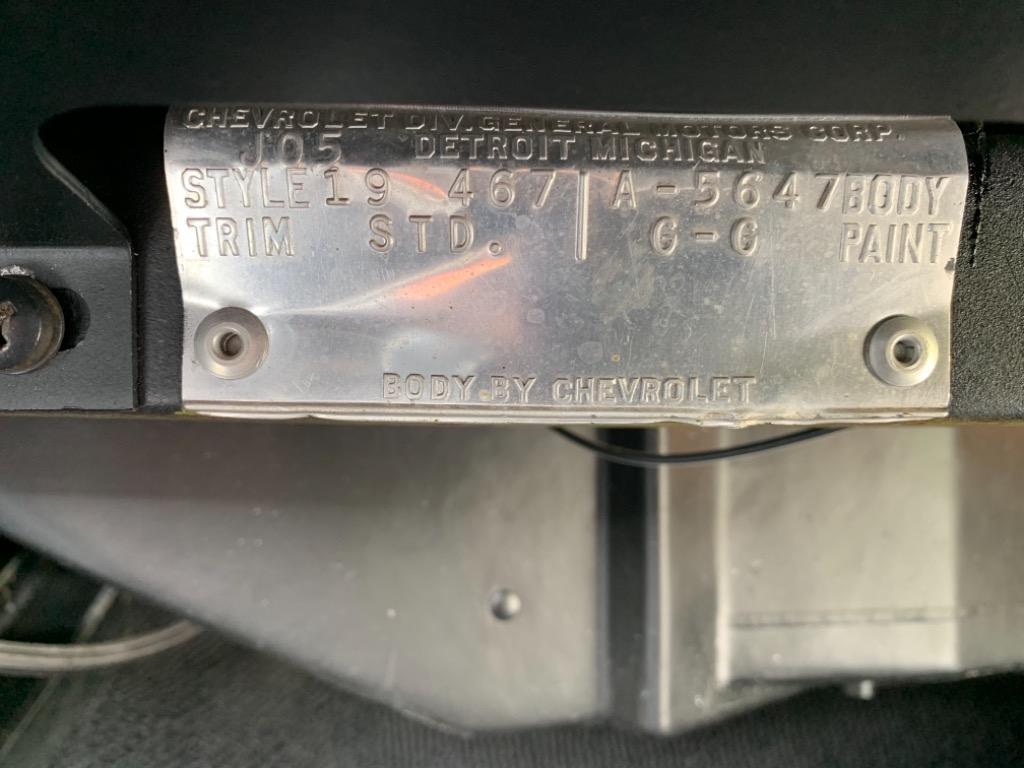 CHEVROLET DIV. GENERAL MOTORS CORP.
J05 DETROIT MICHIGAN
STYLE 19 467 | A-5647 BODY
TRIM STD. | G-G PAINT
BODY BY CHEVROLET